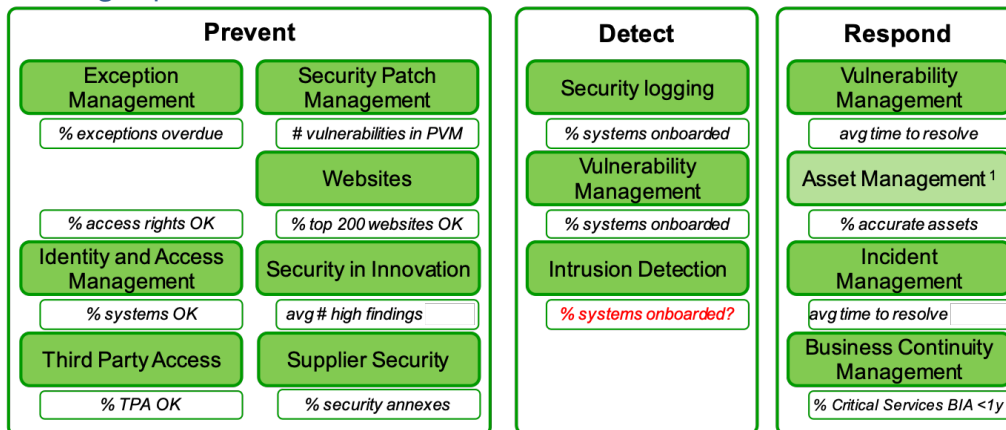 Prevent
Exception
Management
% exceptions overdue
% access rights OK
Identity and Access
Management
% systems OK
Third Party Access
% TPA OK
Security Patch
Management
# vulnerabilities in PVM
Websites
% top 200 websites OK
Security in Innovation
avg # high findings
Supplier Security
% security annexes
Detect
Security logging
% systems onboarded
Vulnerability
Management
% systems onboarded
Intrusion Detection
% systems onboarded?
Respond
Vulnerability
Management
avg time to resolve
Asset Management 1
% accurate assets
Incident
Management
avg time to resolve
Business Continuity
Management
% Critical Services BIA <1y